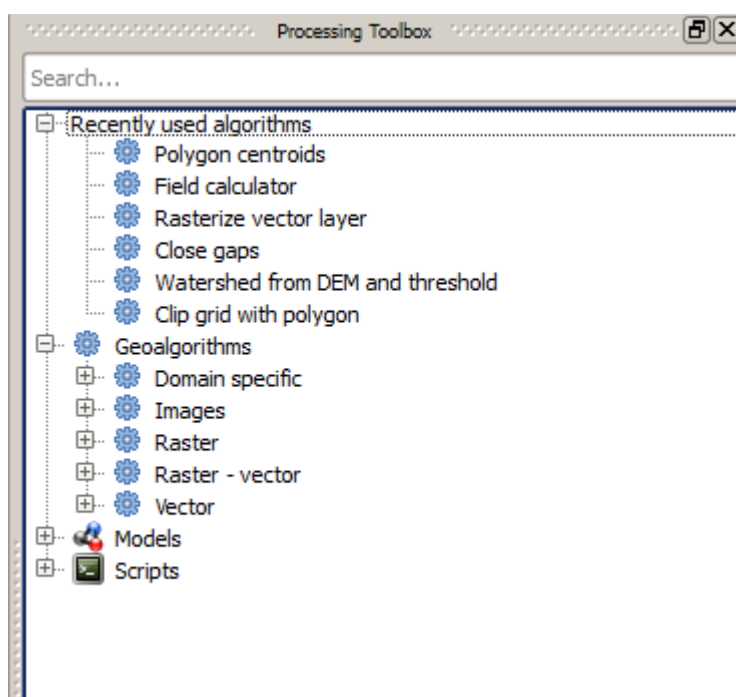 Processing Toolbox
Search...
Recently used algorithms
Polygon centroids
Field calculator
Rasterize vector layer
Close gaps
Watershed from DEM and threshold
Clip grid with polygon
Geoalgorithms
Domain specific
Images
Raster
Raster - vector
Vector
Models
Scripts